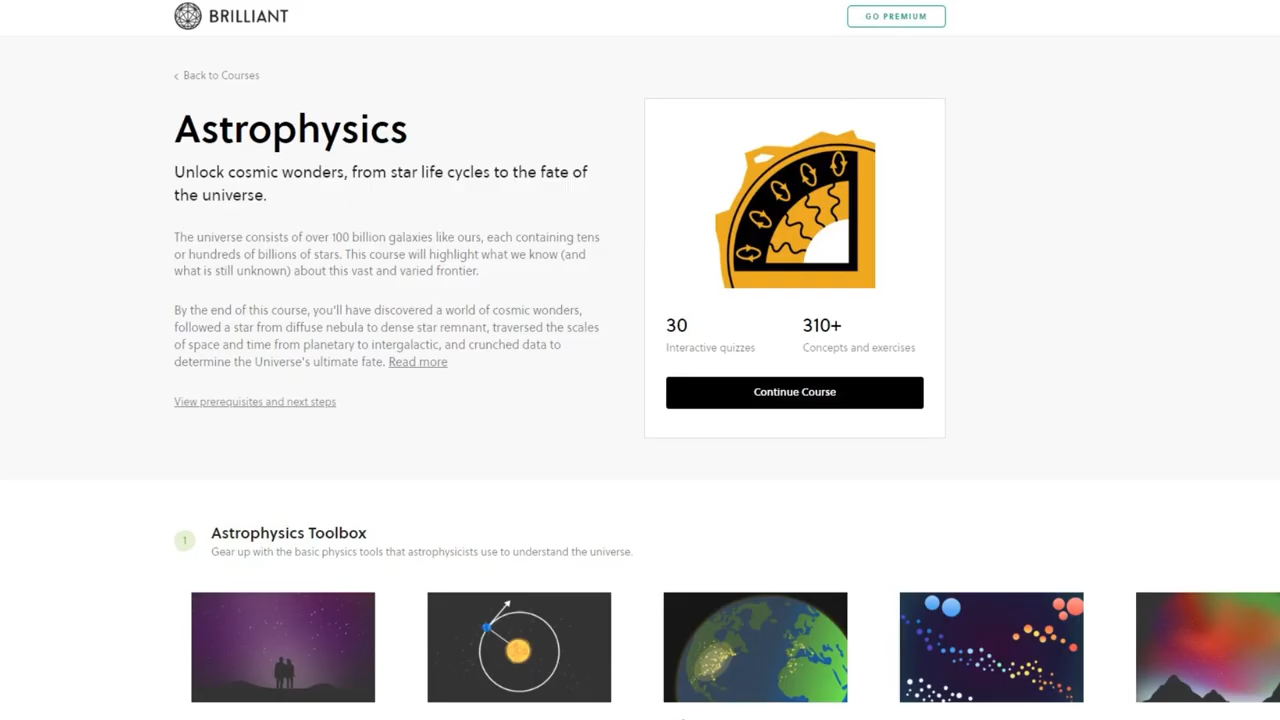 BRILLIANT
GO PREMIUM
Back to Courses
Astrophysics
Unlock cosmic wonders, from star life cycles to the fate of
the universe.
The universe consists of over 100 billion galaxies like ours, each containing tens
or hundreds of billions of stars. This course will highlight what we know (and
what is still unknown) about this vast and varied frontier.
By the end of this course, you'll have discovered a world of cosmic wonders,
followed a star from diffuse nebula to dense star remnant, traversed the scales
of space and time from planetary to intergalactic, and crunched data to
determine the Universe's ultimate fate. Read more
View prerequisites and next steps
30
Interactive quizzes
310+
Concepts and exercises
Continue Course
1
Astrophysics Toolbox
Gear up with the basic physics tools that astrophysicists use to understand the universe.